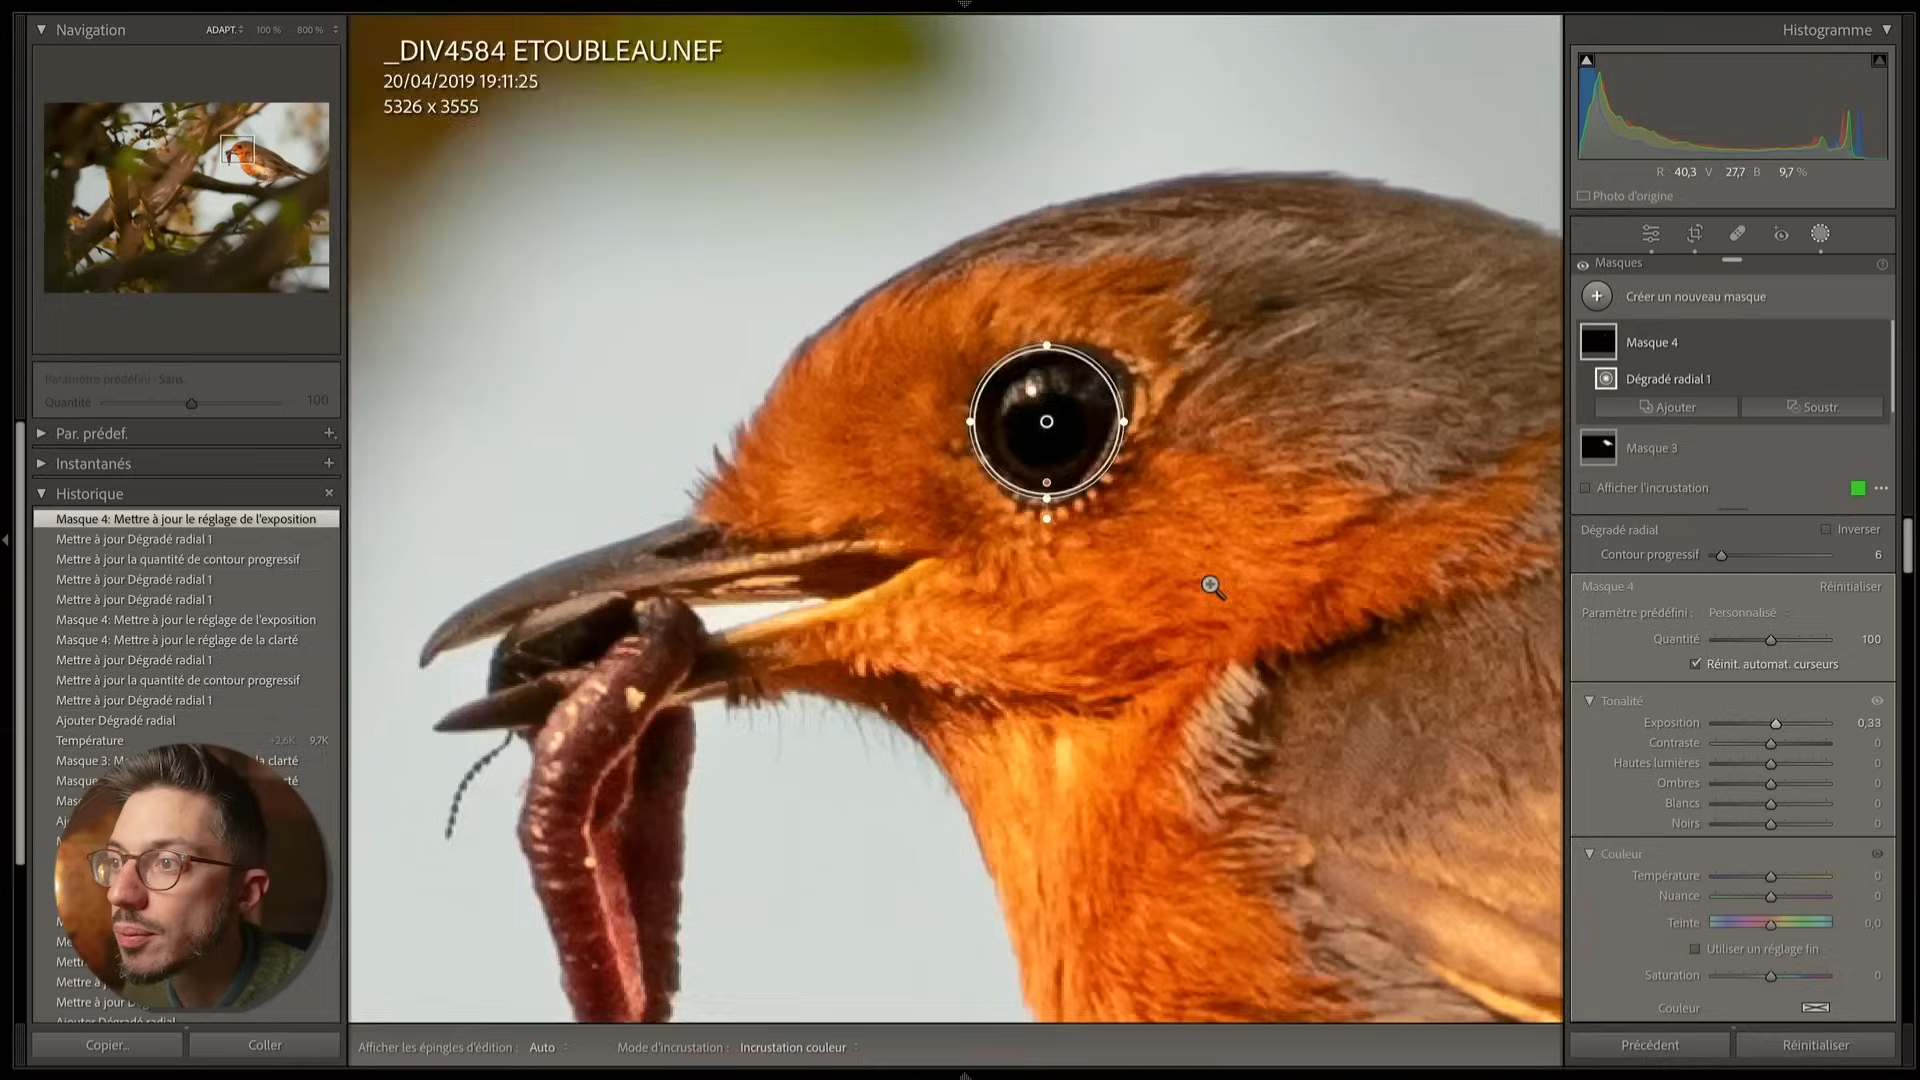 Navigation
ADAPT.
100 %
800 %
_DIV4584 ETOUBLEAU.NEF
20/04/2019 19:11:25
5326 x 3555
Paramètre prédéfini : Sans.
Quantité
100
Par. prédef.
Instantanés
Historique
Masque 4: Mettre à jour le réglage de l'exposition
Mettre à jour Dégradé radial 1
Mettre à jour la quantité de contour progressif
Mettre à jour Dégradé radial 1
Mettre à jour Dégradé radial 1
Masque 4: Mettre à jour le réglage de l'exposition
Masque 4: Mettre à jour le réglage de la clarté
Mettre à jour Dégradé radial 1
Mettre à jour la quantité de contour progressif
Mettre à jour Dégradé radial 1
Ajouter Dégradé radial
Température +2,6K 9,7K
Masque 3: M
la clarté
Copier...
Coller
Afficher les épingles d'édition : Auto
Mode d'incrustation : Incrustation couleur
Histogramme
R 40,3 V 27,7 B 9,7 %
Photo d'origine
Masques
Créer un nouveau masque
Masque 4
Dégradé radial 1
Ajouter
Soustr.
Masque 3
Afficher l'incrustation
Dégradé radial
Inverser
Contour progressif 6
Masque 4
Réinitialiser
Paramètre prédéfini : Personnalisé
Quantité 100
Réinit. automat. curseurs
Tonalité
Exposition 0,33
Contraste 0
Hautes lumières 0
Ombres 0
Blancs 0
Noirs 0
Couleur
Température 0
Nuance 0
Teinte 0,0
Utiliser un réglage fin
Saturation 0
Couleur
Précédent
Réinitialiser